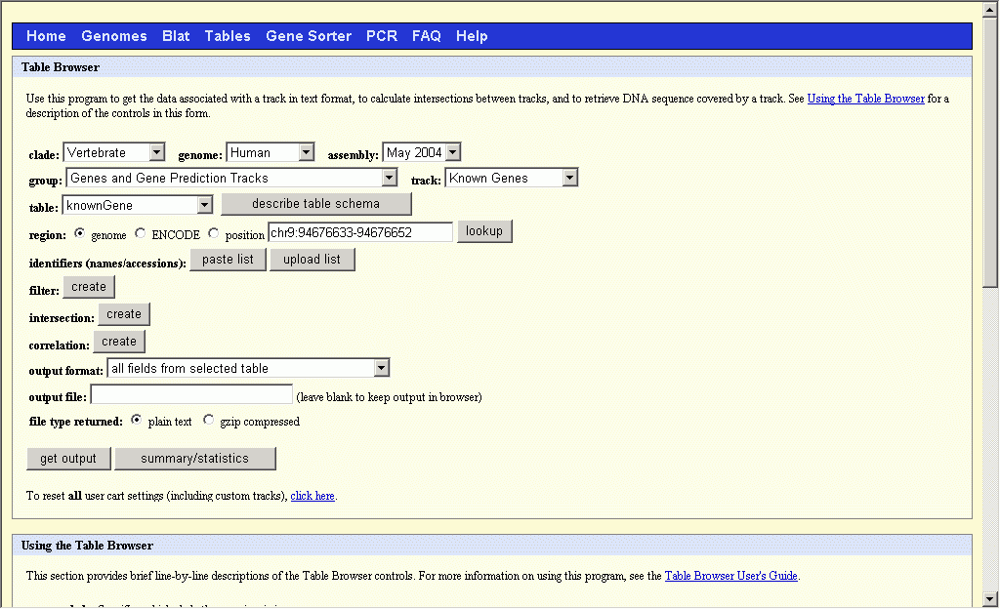 Home Genomes Blat Tables Gene Sorter PCR FAQ Help
Table Browser
Use this program to get the data associated with a track in text format, to calculate intersections between tracks, and to retrieve DNA sequence covered by a track. See Using the Table Browser for a
description of the controls in this form.
clade: Vertebrate genome: Human assembly: May 2004
group: Genes and Gene Prediction Tracks track: Known Genes
table: knownGene describe table schema
region: genome ENCODE position chr9:94676633-94676652 lookup
identifiers (names/accessions): paste list upload list
filter: create
intersection: create
correlation: create
output format: all fields from selected table
output file: (leave blank to keep output in browser)
file type returned: plain text gzip compressed
get output summary/statistics
To reset all user cart settings (including custom tracks), click here.
Using the Table Browser
This section provides brief line-by-line descriptions of the Table Browser controls. For more information on using this program, see the Table Browser User's Guide.